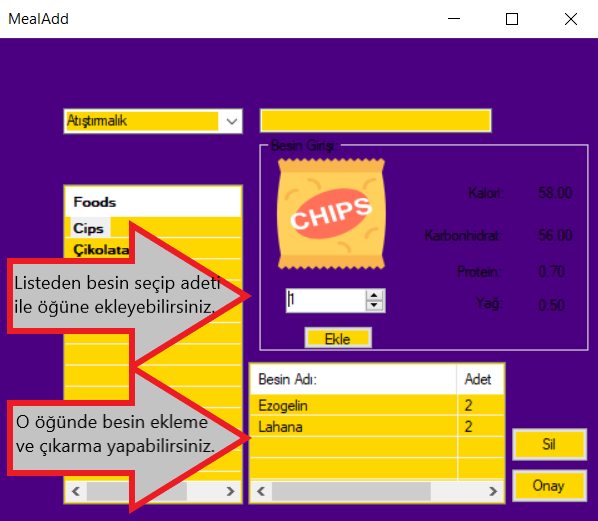 MealAdd
Atıştırmalık
Besin Girişi:
CHIPS
Kalori: 58.00
Karbonhidrat: 56.00
Protein: 0.70
Yağ: 0.50
1
Ekle
Foods
Cips
Çikolata
Listeden besin seçip adeti
ile öğüne ekleyebilirsiniz.
Besin Adı: Adet
Ezogelin 2
Lahana 2
O öğünde besin ekleme
ve çıkarma yapabilirsiniz.
Sil
Onay